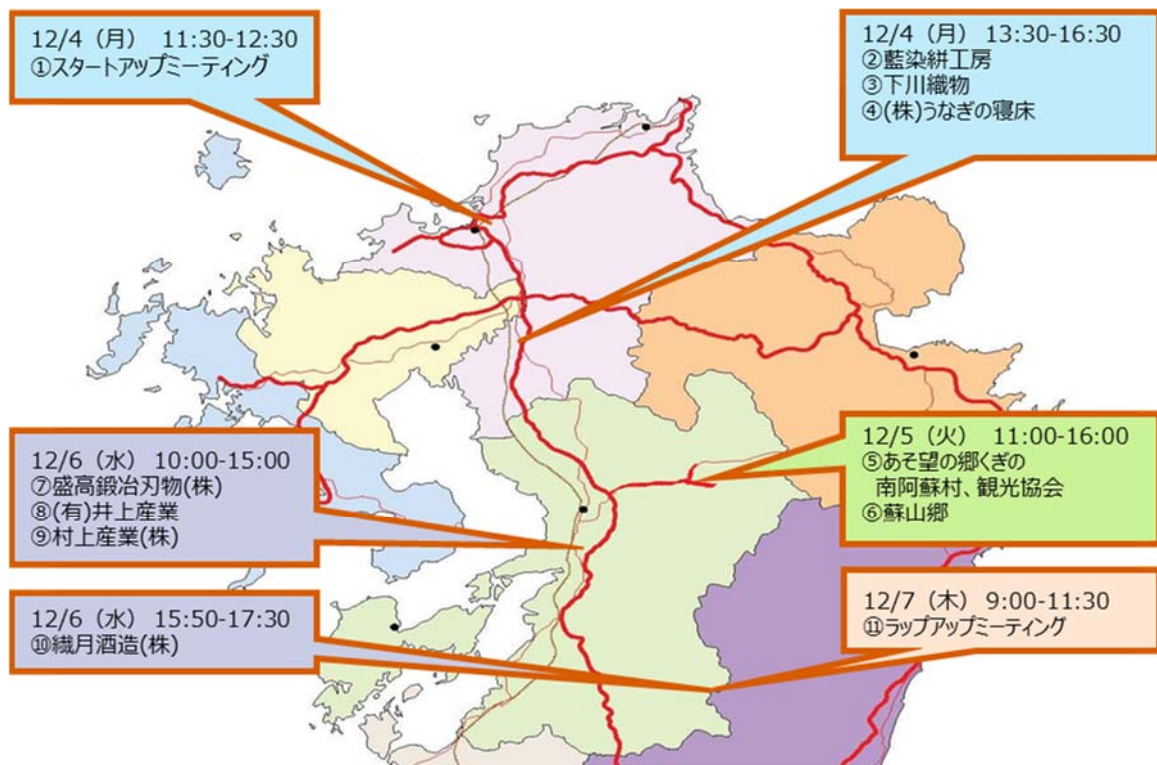 12/4（月） 11:30-12:30
①スタートアップミーティング
12/4（月）13:30-16:30
②藍染絣工房
③下川織物
④(株)うなぎの寝床
12/5（火） 11:00-16:00
⑤あそ望の郷くぎの
南阿蘇村、観光協会
⑥蘇山郷
12/6（水）10:00-15:00
⑦盛高鍛冶刃物(株)
⑧(有)井上産業
⑨村上産業(株)
12/6（水）15:50-17:30
⑩繊月酒造(株)
12/7（木）9:00-11:30
⑪ラップアップミーティング